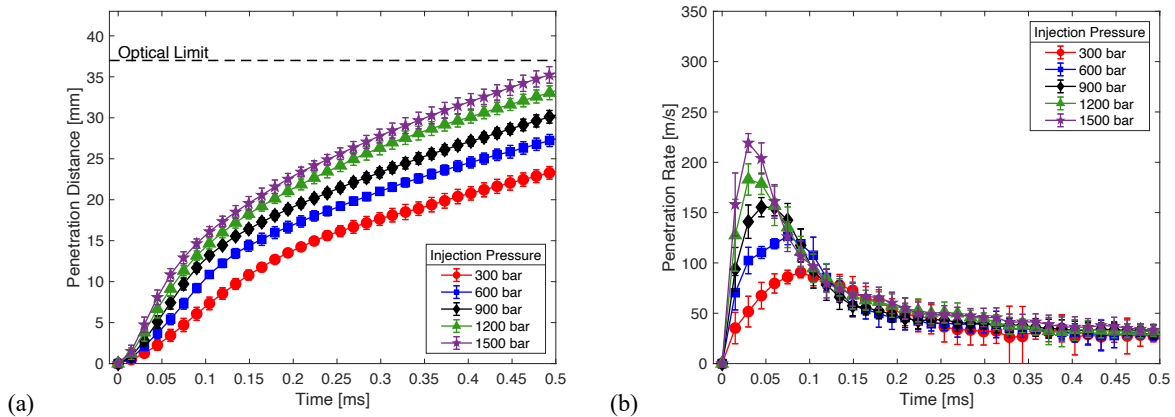 40
35
30
25
20
15
10
5
0
Penetration Distance [mm]
Optical Limit
Injection Pressure
300 bar
600 bar
900 bar
1200 bar
1500 bar
0 0.05 0.1 0.15 0.2 0.25 0.3 0.35 0.4 0.45 0.5
Time [ms]
(a)
350
300
250
200
150
100
50
0
Penetration Rate [m/s]
Injection Pressure
300 bar
600 bar
900 bar
1200 bar
1500 bar
0 0.05 0.1 0.15 0.2 0.25 0.3 0.35 0.4 0.45 0.5
Time [ms]
(b)